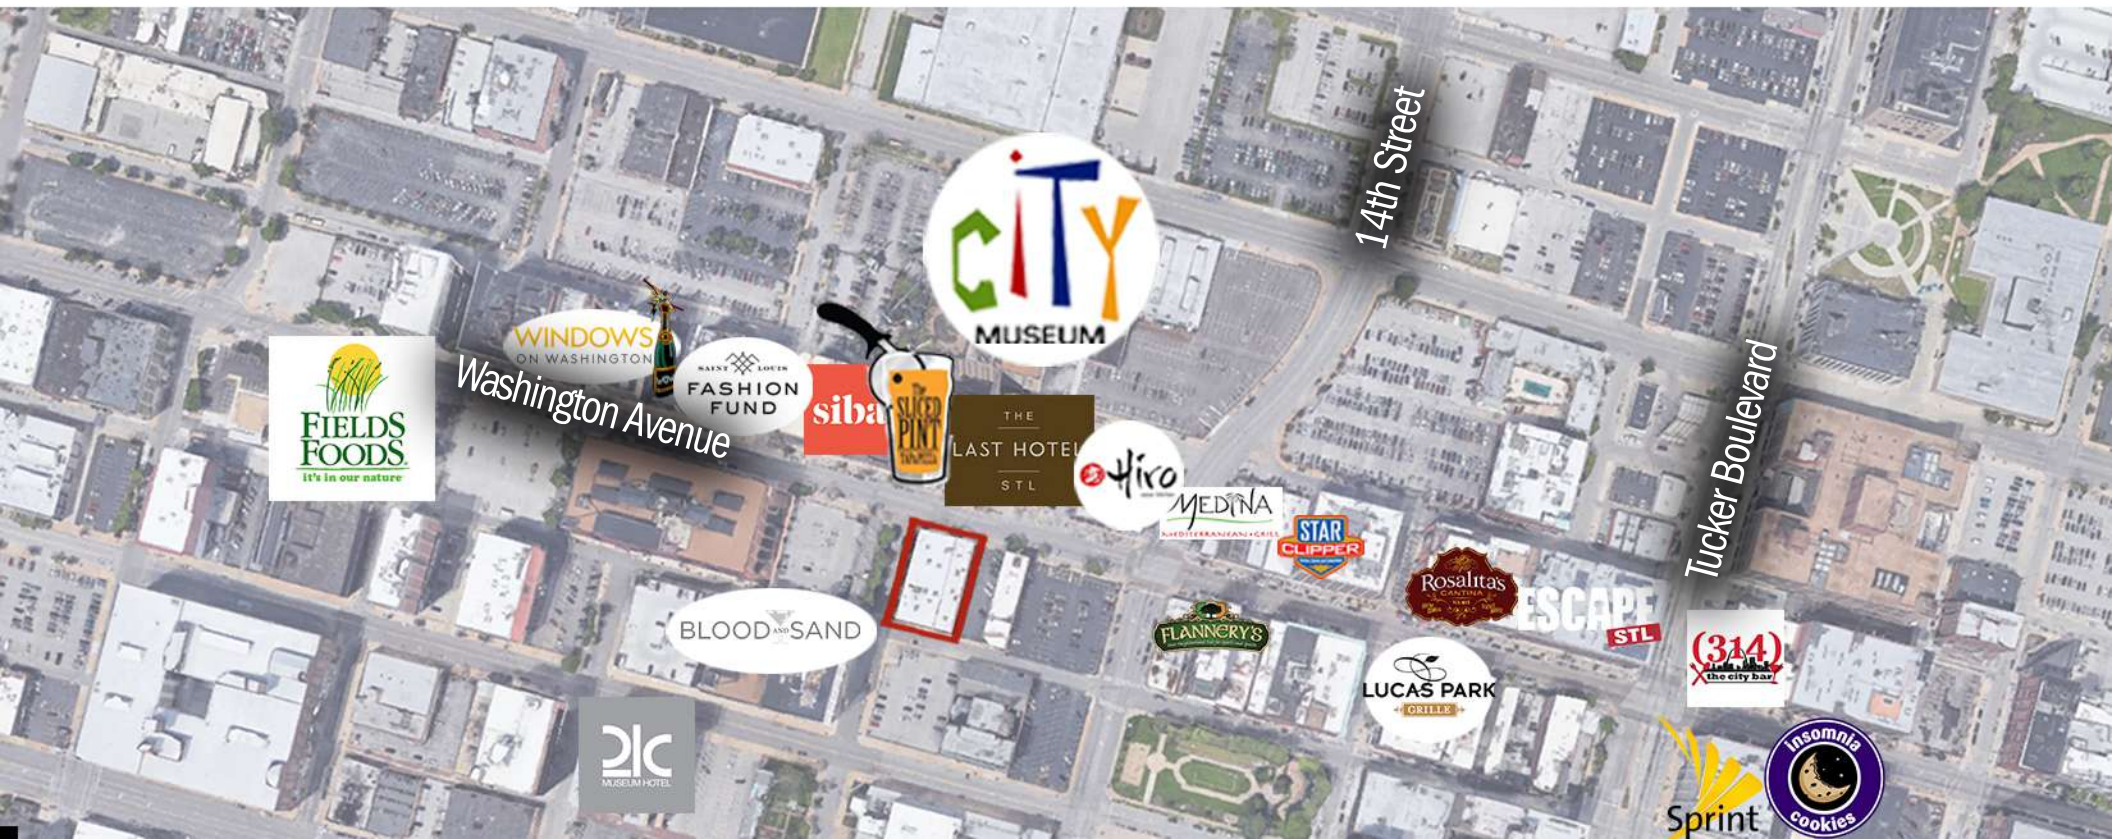 14th Street
CiTY
MUSEUM
WINDOWS
ON WASHINGTON
Washington Avenue
SAINT LOUIS
FASHION
FUND
siba
The
SLICED
PINT
THE
LAST HOTEL
STL
Hiro
MEDINA
MEDITERRANEAN GRILL
STAR
CLIPPER
FIELDS
FOODS.
it's in our nature
Tucker Boulevard
Rosalita's
CANTINA
ESCAPE
STL
BLOOD AND SAND
FLANNERY'S
(314)
the city bar
LUCAS PARK
GRILLE
21c
MUSEUM HOTEL
Sprint
insomnia
cookies